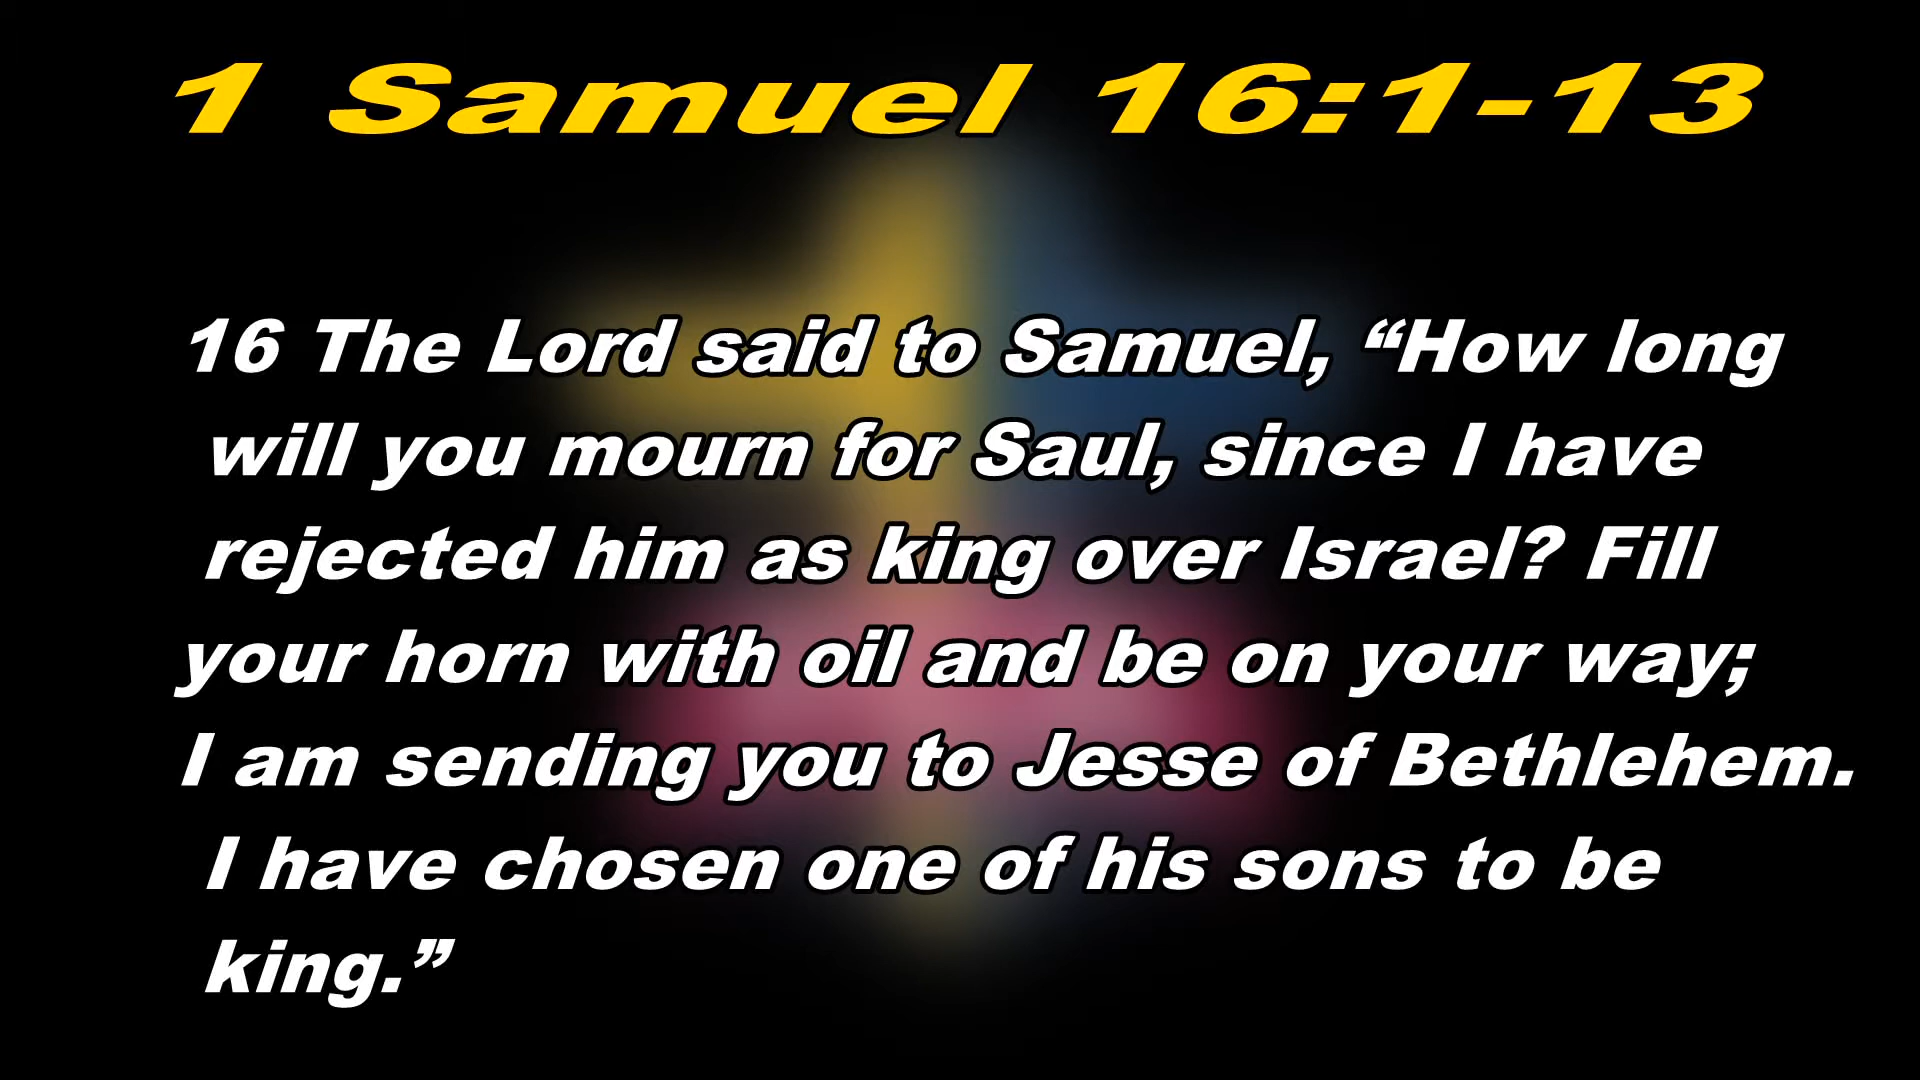 1 Samuel 16:1-13
16 The Lord said to Samuel, “How long
will you mourn for Saul, since I have
rejected him as king over Israel? Fill
your horn with oil and be on your way;
I am sending you to Jesse of Bethlehem.
I have chosen one of his sons to be
king.”